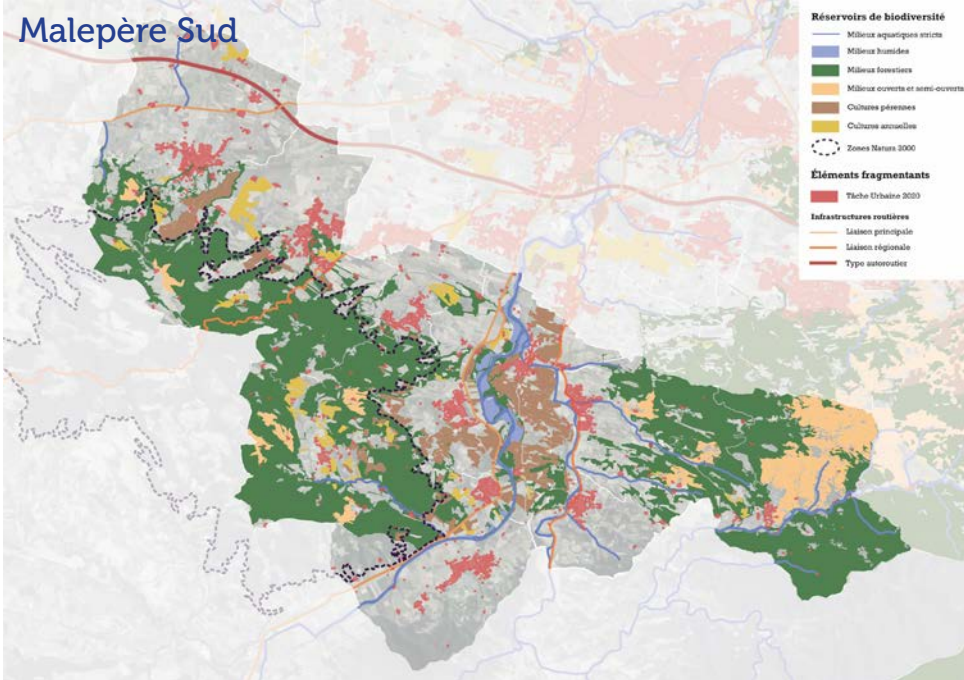 Malepère Sud
Réservoirs de biodiversité
Milieux aquatiques stricts
Milieux humides
Milieux forestiers
Milieux ouverts et semi-ouverts
Cultures pérennes
Cultures annuelles
Zones Natura 2000
Éléments fragmentants
Tâche Urbaine 2020
Infrastructures routières
Liaison principale
Liaison régionale
Type autoroutier